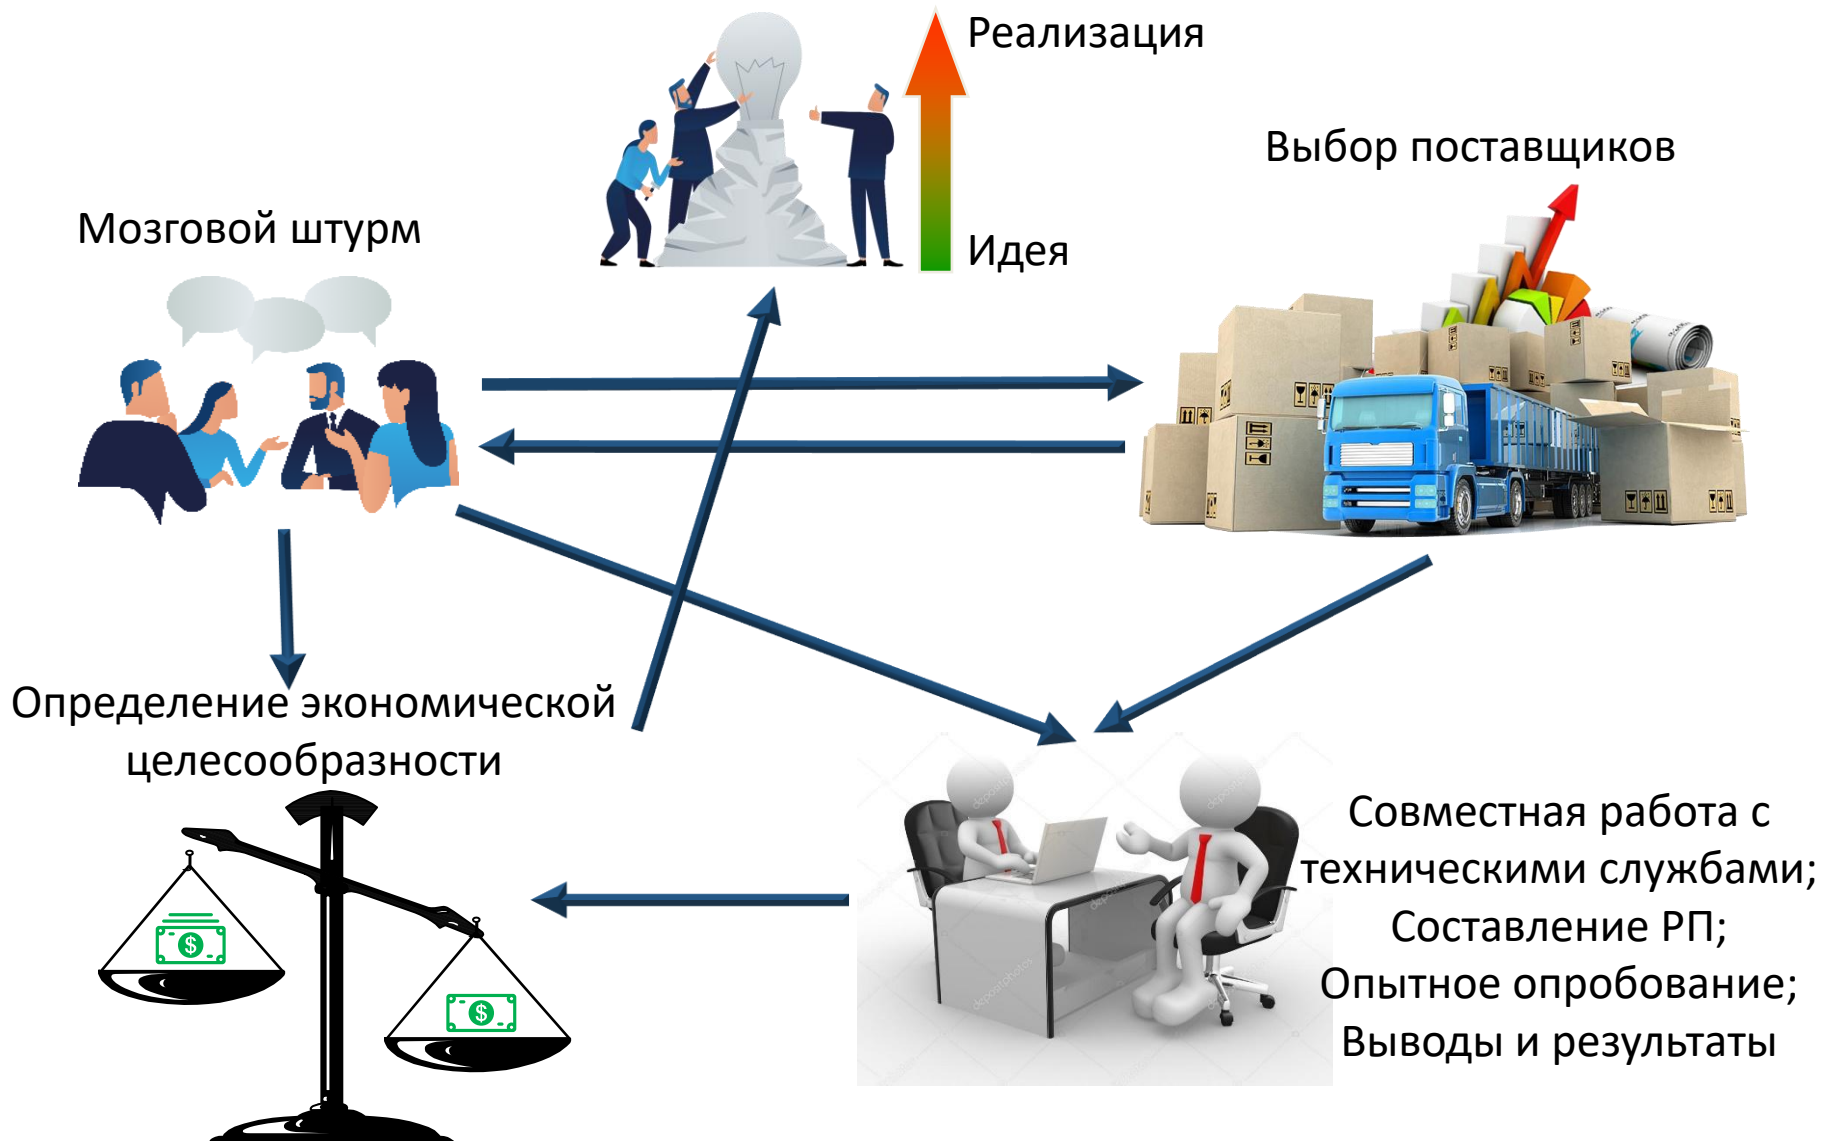 Реализация
Идея
Выбор поставщиков
Мозговой штурм
Определение экономической
целесообразности
$
$
Совместная работа с
техническими службами;
Составление РП;
Опытное опробование;
Выводы и результаты
depositphotos